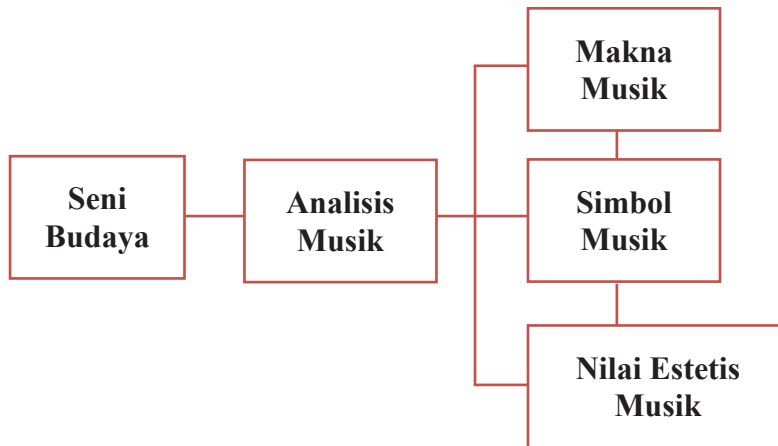 Seni
Budaya
Analisis
Musik
Makna
Musik
Simbol
Musik
Nilai Estetis
Musik